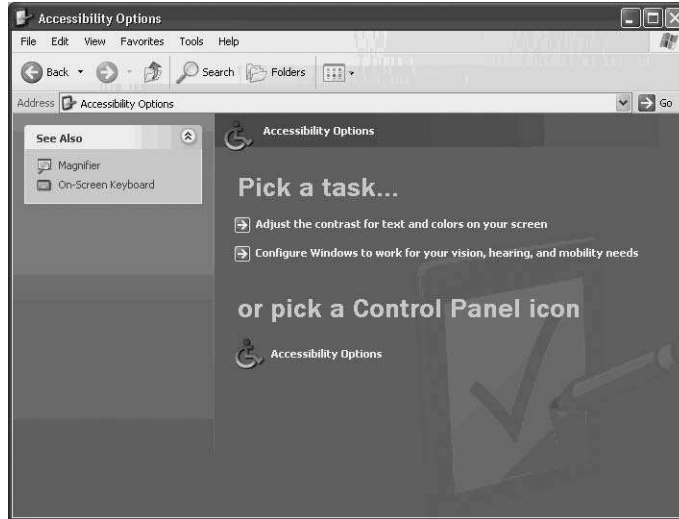 Accessibility Options
File Edit View Favorites Tools Help
Back Search Folders
Address Accessibility Options Go
See Also
Magnifier
On-Screen Keyboard
Accessibility Options
Pick a task...
Adjust the contrast for text and colors on your screen
Configure Windows to work for your vision, hearing, and mobility needs
or pick a Control Panel icon
Accessibility Options